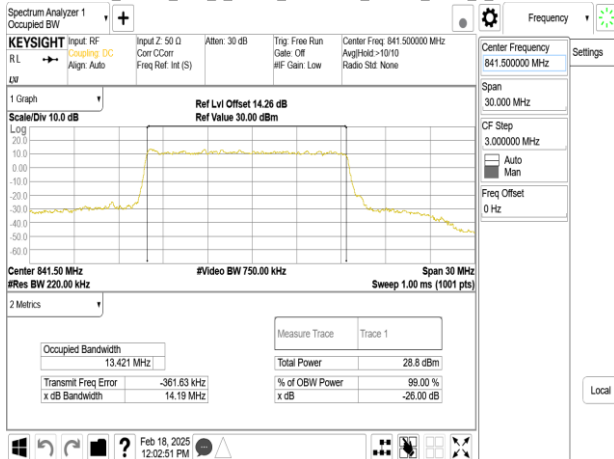 Spectrum Analyzer 1
Occupied BW
+
Frequency
KEYSIGHT
RL
LXI
Input: RF
Coupling: DC
Align: Auto
Input Z: 50 Ω
Corr CCorr
Freq Ref: Int (S)
Atten: 30 dB
Trig: Free Run
Gate: Off
#IF Gain: Low
Center Freq: 841.500000 MHz
Avg|Hold:>10/10
Radio Std: None
Center Frequency
841.500000 MHz
Settings
Span
30.000 MHz
CF Step
3.000000 MHz
Auto
Man
Freq Offset
0 Hz
Local
1 Graph
Scale/Div 10.0 dB
Ref Lvl Offset 14.26 dB
Ref Value 30.00 dBm
Log
20.0
10.0
0.00
-10.0
-20.0
-30.0
-40.0
-50.0
-60.0
Center 841.50 MHz
#Video BW 750.00 kHz
Span 30 MHz
#Res BW 220.00 kHz
Sweep 1.00 ms (1001 pts)
2 Metrics
Measure Trace
Trace 1
Occupied Bandwidth
13.421 MHz
Total Power
28.8 dBm
Transmit Freq Error
-361.63 kHz
% of OBW Power
99.00 %
x dB Bandwidth
14.19 MHz
x dB
-26.00 dB
?
Feb 18, 2025
12:02:51 PM